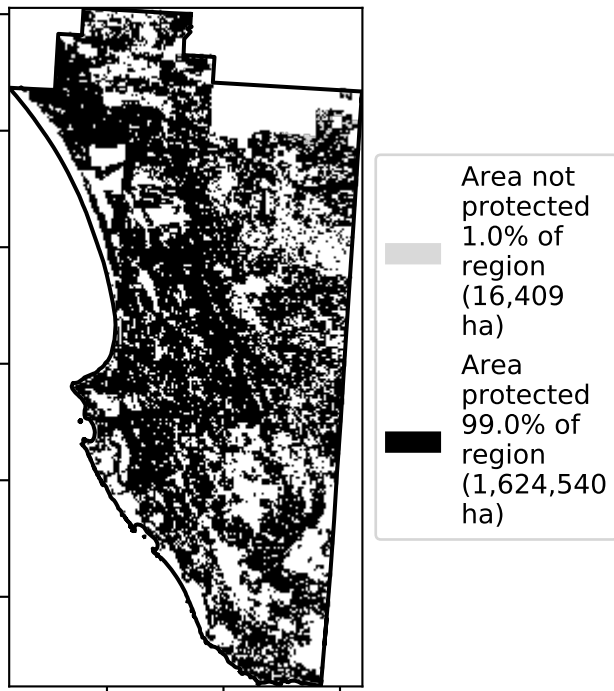 Area not
protected
1.0% of
region
(16,409
ha)
Area
protected
99.0% of
region
(1,624,540
ha)